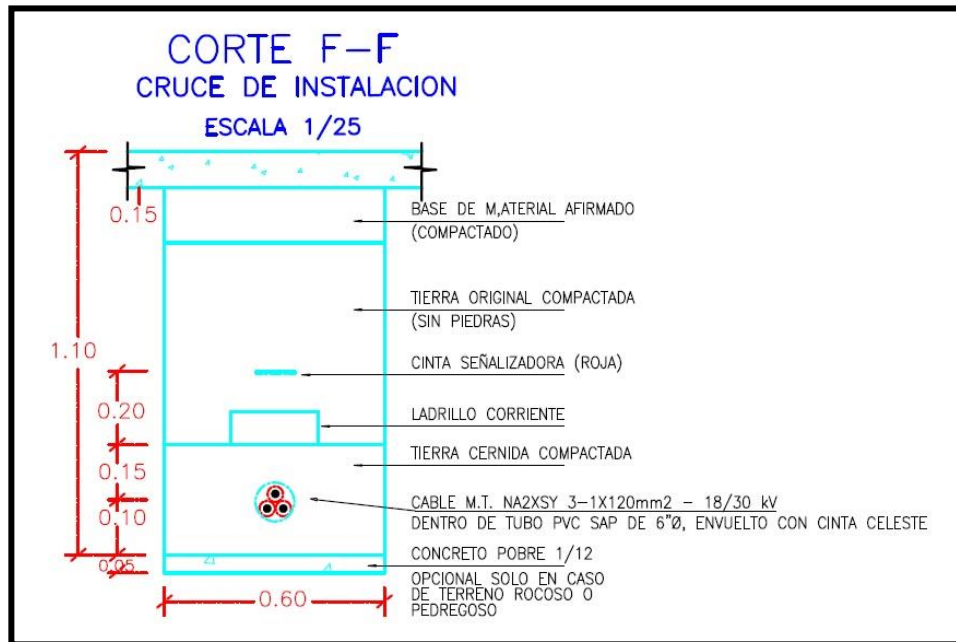 CORTE F-F
CRUCE DE INSTALACION
ESCALA 1/25
0.15
BASE DE M,ATERIAL AFIRMADO
(COMPACTADO)
TIERRA ORIGINAL COMPACTADA
(SIN PIEDRAS)
1.10
CINTA SEÑALIZADORA (ROJA)
0.20
LADRILLO CORRIENTE
TIERRA CERNIDA COMPACTADA
0.15
CABLE M.T. NA2XSY 3-1X120mm2 - 18/30 kV
0.10
DENTRO DE TUBO PVC SAP DE 6"Ø, ENVUELTO CON CINTA CELESTE
CONCRETO POBRE 1/12
0.05
OPCIONAL SOLO EN CASO
DE TERRENO ROCOSO O
PEDREGOSO
0.60